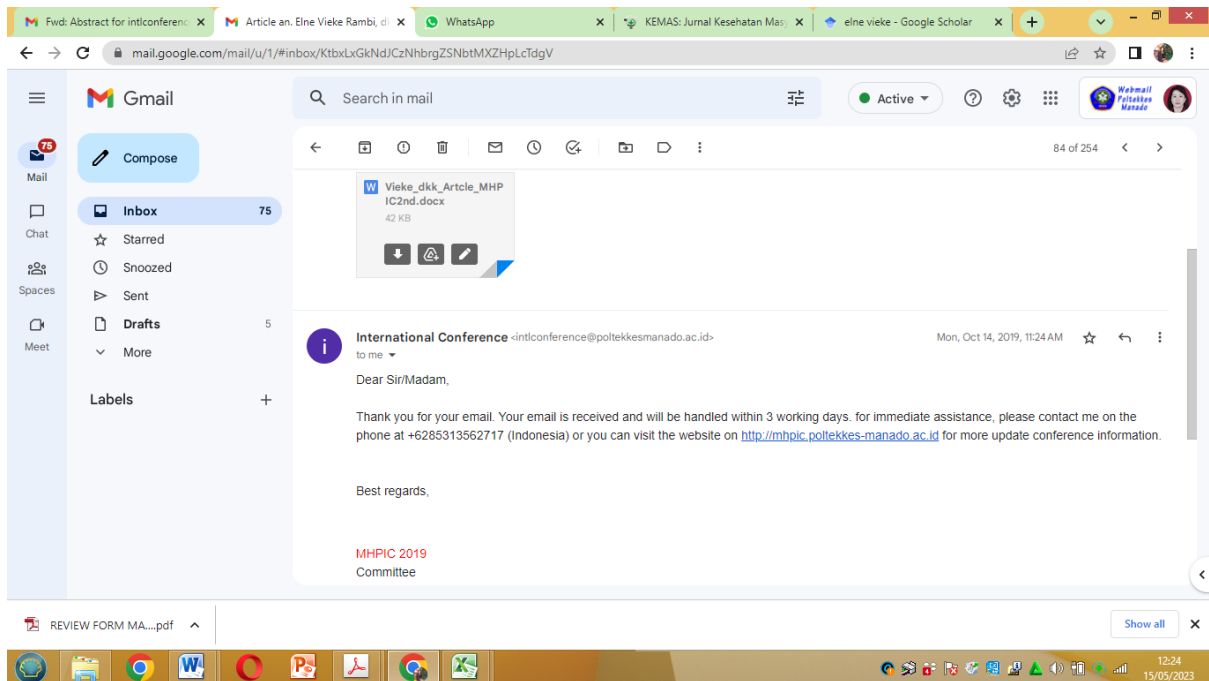 Fwd: Abstract for intlconferenc
Article an. Elne Vieke Rambi, d
WhatsApp
KEMAS: Jurnal Kesehatan Mas
elne vieke - Google Scholar
mail.google.com/mail/u/1/#inbox/KtbxLxGkNdJCzNhbrgZSNbtMXZHpLcTdgV
Gmail
Search in mail
Active
Webmail
Poltekkes
Manado
75
Mail
Compose
84 of 254
Inbox 75
Chat
Starred
Snoozed
Spaces
Sent
Drafts 5
Meet
More
Labels
W Vieke_dkk_Artcle_MHP
IC2nd.docx
42 KB
i
International Conference <intlconference@poltekkesmanado.ac.id> Mon, Oct 14, 2019, 11:24 AM
to me
Dear Sir/Madam,
Thank you for your email. Your email is received and will be handled within 3 working days. for immediate assistance, please contact me on the
phone at +6285313562717 (Indonesia) or you can visit the website on http://mhpic.poltekkes-manado.ac.id for more update conference information.
Best regards,
MHPIC 2019
Committee
REVIEW FORM MA....pdf
Show all
12:24
15/05/2023